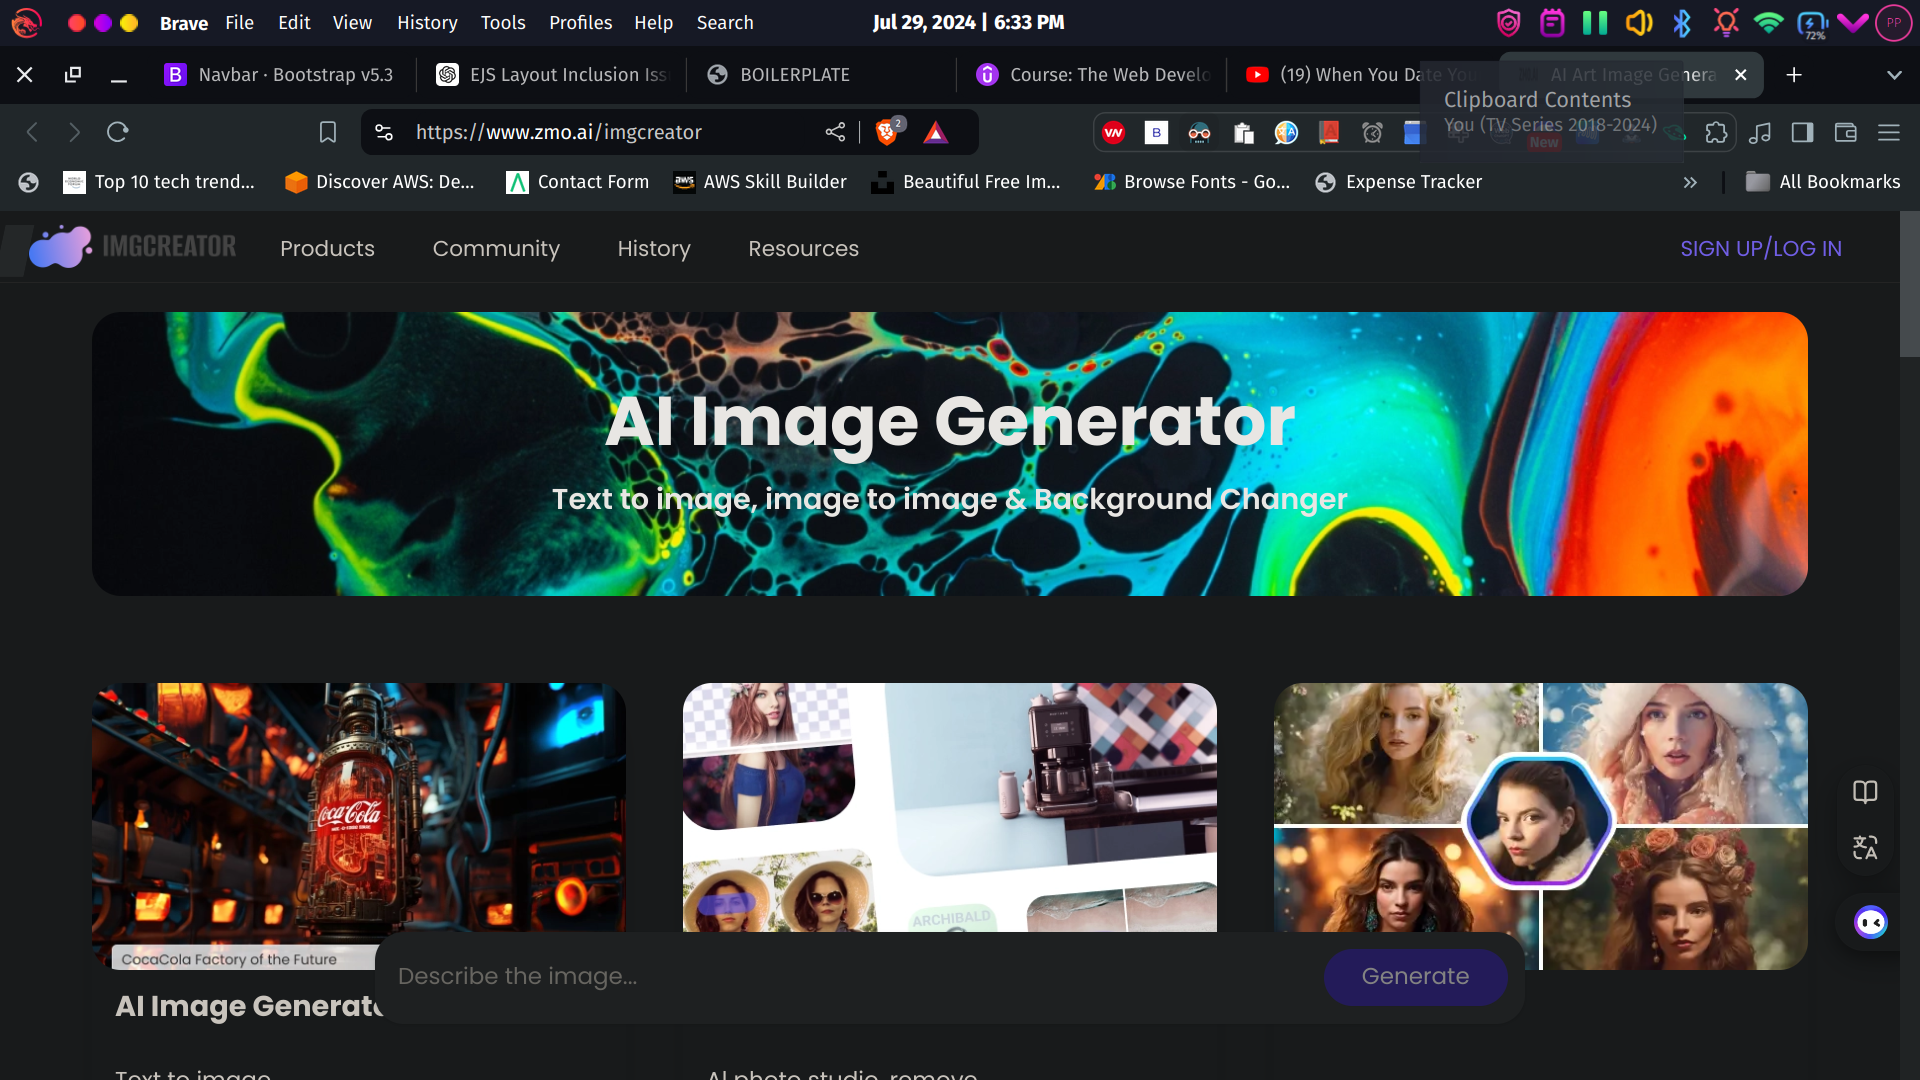 Brave File Edit View History Tools Profiles Help Search
Jul 29, 2024 | 6:33 PM
72%
PP
B Navbar · Bootstrap v5.3
EJS Layout Inclusion Iss
BOILERPLATE
Course: The Web Develo
(19) When You Date You
AI Art Image Genera
Clipboard Contents
You (TV Series 2018-2024)
https://www.zmo.ai/imgcreator
2
VN
B
New
Top 10 tech trend...
Discover AWS: De...
Contact Form
aws
AWS Skill Builder
Beautiful Free Im...
Browse Fonts - Go...
Expense Tracker
All Bookmarks
IMGCREATOR
Products
Community
History
Resources
SIGN UP/LOG IN
AI Image Generator
Text to image, image to image & Background Changer
Coca-Cola
ARCHIBALD
CocaCola Factory of the Future
Describe the image...
Generate
AI Image Generato
Text to image
AI photo studio, remove